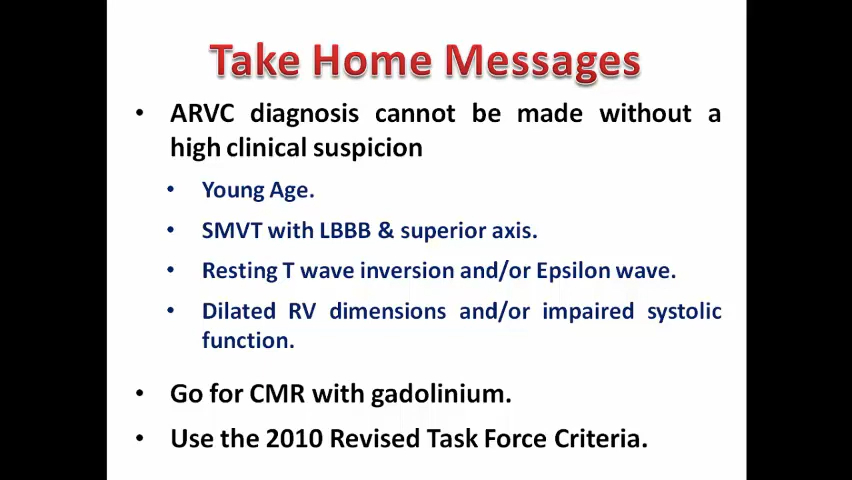 Take Home Messages
• ARVC diagnosis cannot be made without a
high clinical suspicion
• Young Age.
• SMVT with LBBB & superior axis.
• Resting T wave inversion and/or Epsilon wave.
• Dilated RV dimensions and/or impaired systolic
function.
• Go for CMR with gadolinium.
• Use the 2010 Revised Task Force Criteria.